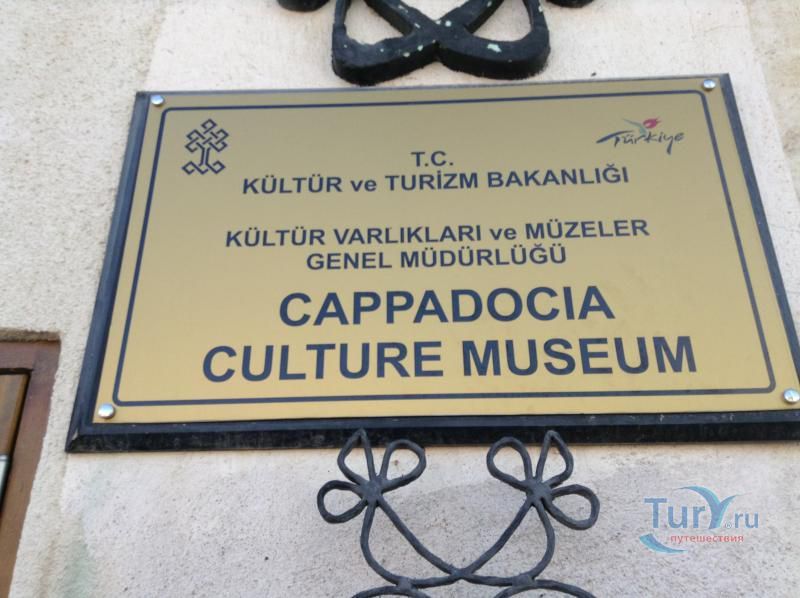 Türkiye
T.C.
KÜLTÜR ve TURİZM BAKANLIĞI
KÜLTÜR VARLIKLARI ve MÜZELER
GENEL MÜDÜRLÜĞÜ
CAPPADOCIA
CULTURE MUSEUM
TurY.ru
путешествия